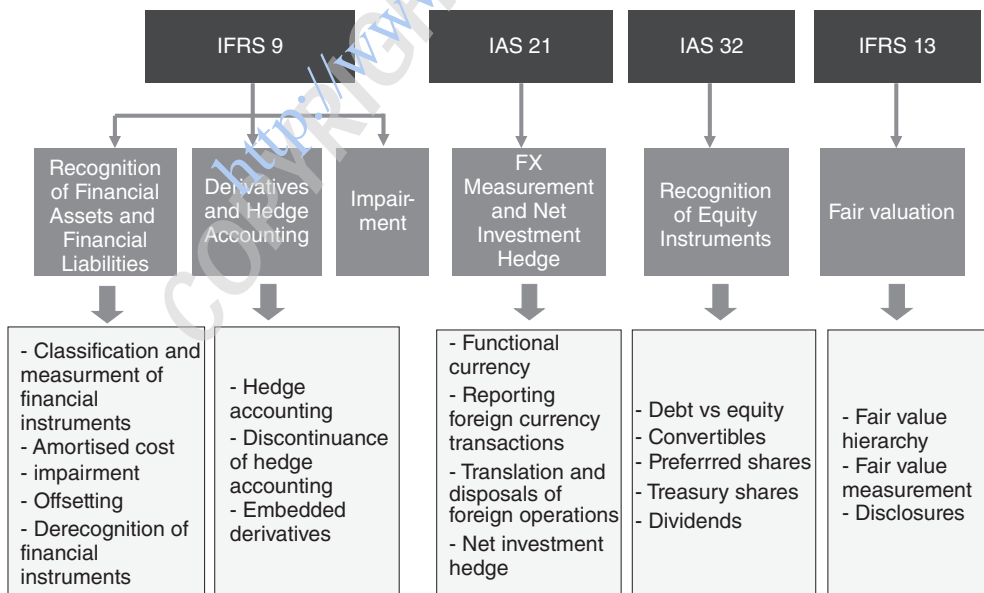 IFRS 9
IAS 21
IAS 32
IFRS 13
Recognition
of Financial
Assets and
Financial
Liabilities
Derivatives
and Hedge
Accounting
Impair-
ment
FX
Measurement
and Net
Investment
Hedge
Recognition
of Equity
Instruments
Fair valuation
- Classification and
measurment of
financial
instruments
- Amortised cost
- impairment
- Offsetting
- Derecognition of
financial
instruments
- Hedge
accounting
- Discontinuance
of hedge
accounting
- Embedded
derivatives
- Functional
currency
- Reporting
foreign currency
transactions
- Translation and
disposals of
foreign operations
- Net investment
hedge
- Debt vs equity
- Convertibles
- Preferrred shares
- Treasury shares
- Dividends
- Fair value
hierarchy
- Fair value
measurement
- Disclosures
http://www